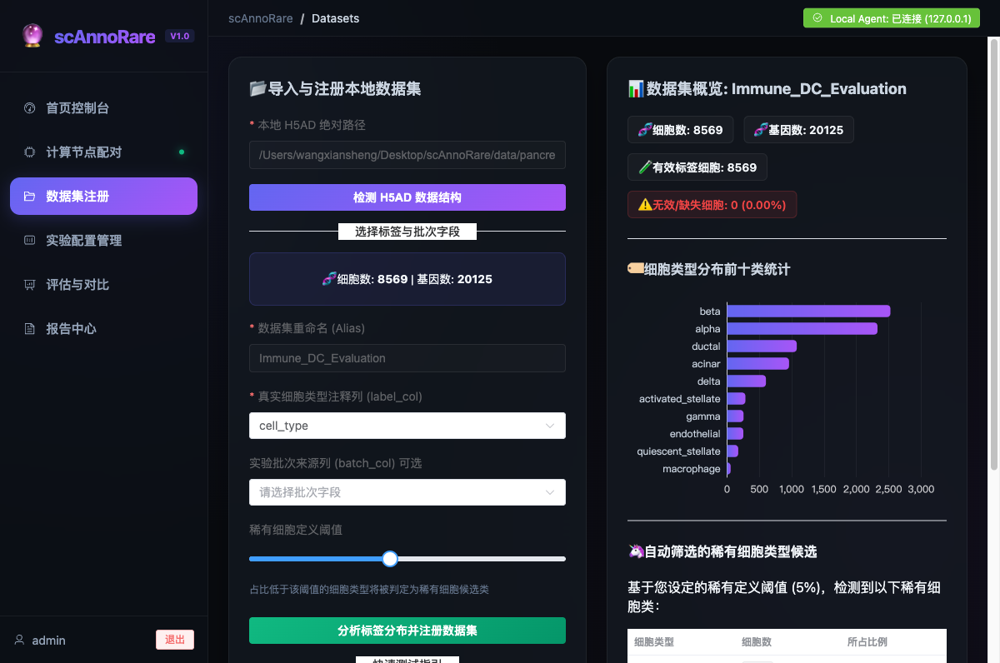 scAnnoRare V1.0
首页控制台
计算节点配对
数据集注册
实验配置管理
评估与对比
报告中心
admin
退出
scAnnoRare / Datasets
Local Agent: 已连接 (127.0.0.1)
导入与注册本地数据集
* 本地 H5AD 绝对路径
/Users/wangxiansheng/Desktop/scAnnoRare/data/pancre
检测 H5AD 数据结构
选择标签与批次字段
细胞数: 8569 | 基因数: 20125
* 数据集重命名 (Alias)
Immune_DC_Evaluation
* 真实细胞类型注释列 (label_col)
cell_type
实验批次来源列 (batch_col) 可选
请选择批次字段
稀有细胞定义阈值
占比低于该阈值的细胞类型将被判定为稀有细胞候选类
分析标签分布并注册数据集
快速测试指引
数据集概览: Immune_DC_Evaluation
细胞数: 8569
基因数: 20125
有效标签细胞: 8569
无效/缺失细胞: 0 (0.00%)
细胞类型分布前十类统计
beta
alpha
ductal
acinar
delta
activated_stellate
gamma
endothelial
quiescent_stellate
macrophage
0 500 1,000 1,500 2,000 2,500 3,000
自动筛选的稀有细胞类型候选
基于您设定的稀有定义阈值 (5%)，检测到以下稀有细
胞类：
细胞类型 细胞数 所占比例